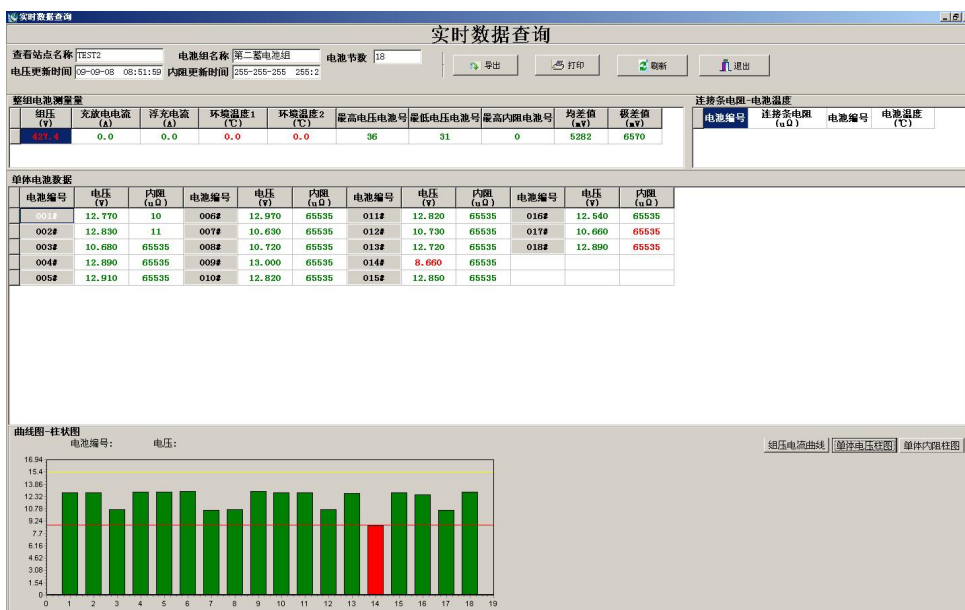 实时数据查询
实时数据查询
查看站点名称 TEST2 电池组名称 第二蓄电池组 电池节数 18
电压更新时间 09-09-08 08:51:59 内阻更新时间 255-255-255 255:2
导出 打印 刷新 退出
整组电池测量量
组压(V) 充放电电流(A) 浮充电流(A) 环境温度1(℃) 环境温度2(℃) 最高电压电池号 最低电压电池号 最高内阻电池号 均差值(mV) 极差值(mV)
427.4 0.0 0.0 0.0 0.0 36 31 0 5282 6570
连接条电阻-电池温度
电池编号 连接条电阻(uΩ) 电池编号 电池温度(℃)
单体电池数据
电池编号 电压(V) 内阻(uΩ) 电池编号 电压(V) 内阻(uΩ) 电池编号 电压(V) 内阻(uΩ) 电池编号 电压(V) 内阻(uΩ)
001# 12.770 10 006# 12.970 65535 011# 12.820 65535 016# 12.540 65535
002# 12.830 11 007# 10.630 65535 012# 10.730 65535 017# 10.660 65535
003# 10.680 65535 008# 10.720 65535 013# 12.720 65535 018# 12.890 65535
004# 12.890 65535 009# 13.000 65535 014# 8.660 65535
005# 12.910 65535 010# 12.820 65535 015# 12.850 65535
曲线图-柱状图
电池编号: 电压:
组压电流曲线 单体电压柱图 单体内阻柱图
16.94
15.4
13.86
12.32
10.78
9.24
7.7
6.16
4.62
3.08
1.54
0
0 1 2 3 4 5 6 7 8 9 10 11 12 13 14 15 16 17 18 19